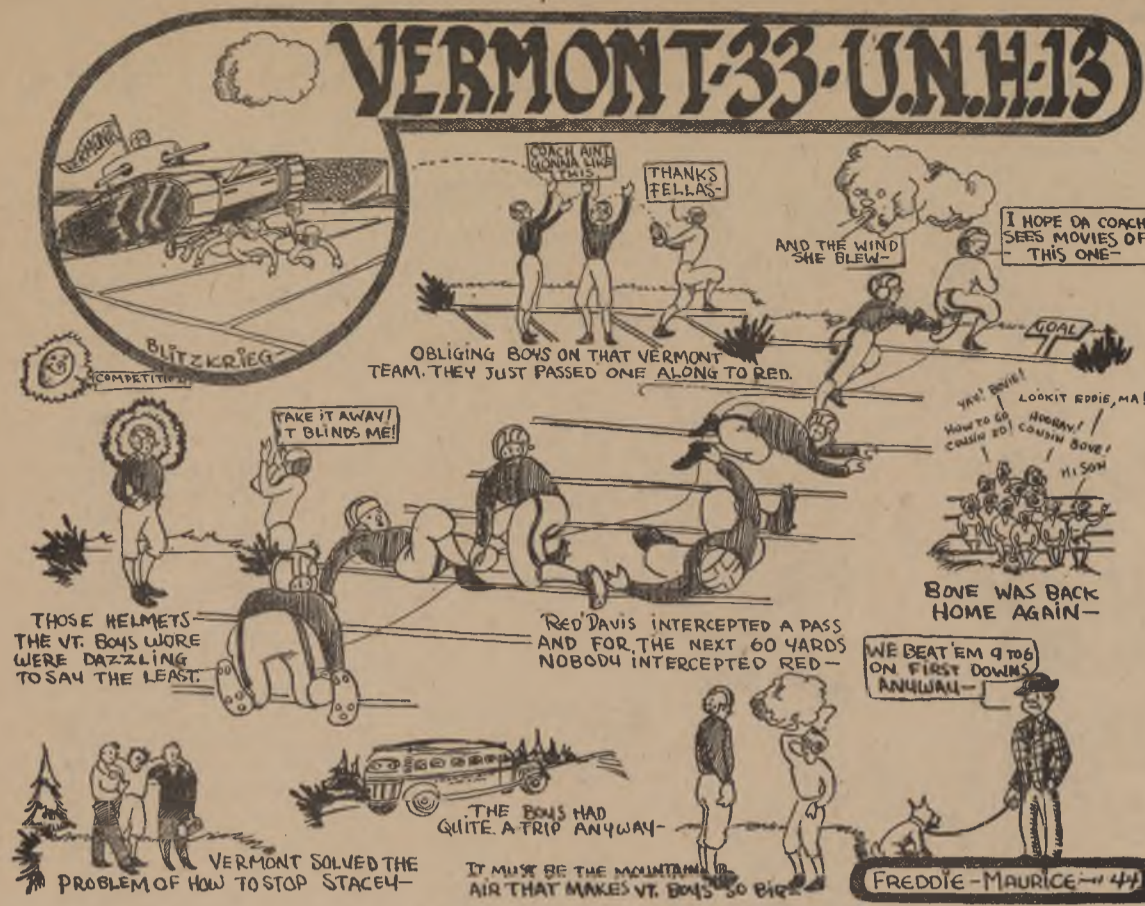 VERMONT-33-U.N.H.-13
VERMONT
BLITZKRIEG-
COACH AINT
GONNA LIKE
THIS
THANKS
FELLAS-
OBLIGING BOYS ON THAT VERMONT
TEAM. THEY JUST PASSED ONE ALONG TO RED.
AND THE WIND
SHE BLEW-
I HOPE DA COACH
SEES MOVIES OF
- THIS ONE-
GOAL
COMPETITION
TAKE IT AWAY!
IT BLINDS ME!
THOSE HELMETS-
THE VT. BOYS WORE
WERE DAZZLING
TO SAY THE LEAST.
'RED' DAVIS INTERCEPTED A PASS
AND FOR THE NEXT 60 YARDS
NOBODY INTERCEPTED RED-
YAY! BOVE!
LOOKIT EDDIE, MA!
HOW TO GO
COUSIN ED!
HOORAY!
COUSIN BOVE!
HI SON
BOVE WAS BACK
HOME AGAIN-
WE BEAT 'EM 9 TO 6
ON FIRST DOWNS
ANYWAY-
VERMONT SOLVED THE
PROBLEM OF HOW TO STOP STACEY-
THE BOYS HAD
QUITE A TRIP ANYWAY-
IT MUST BE THE MOUNTAIN
AIR THAT MAKES VT. BOYS SO BIG-
FREDDIE-MAURICE-44